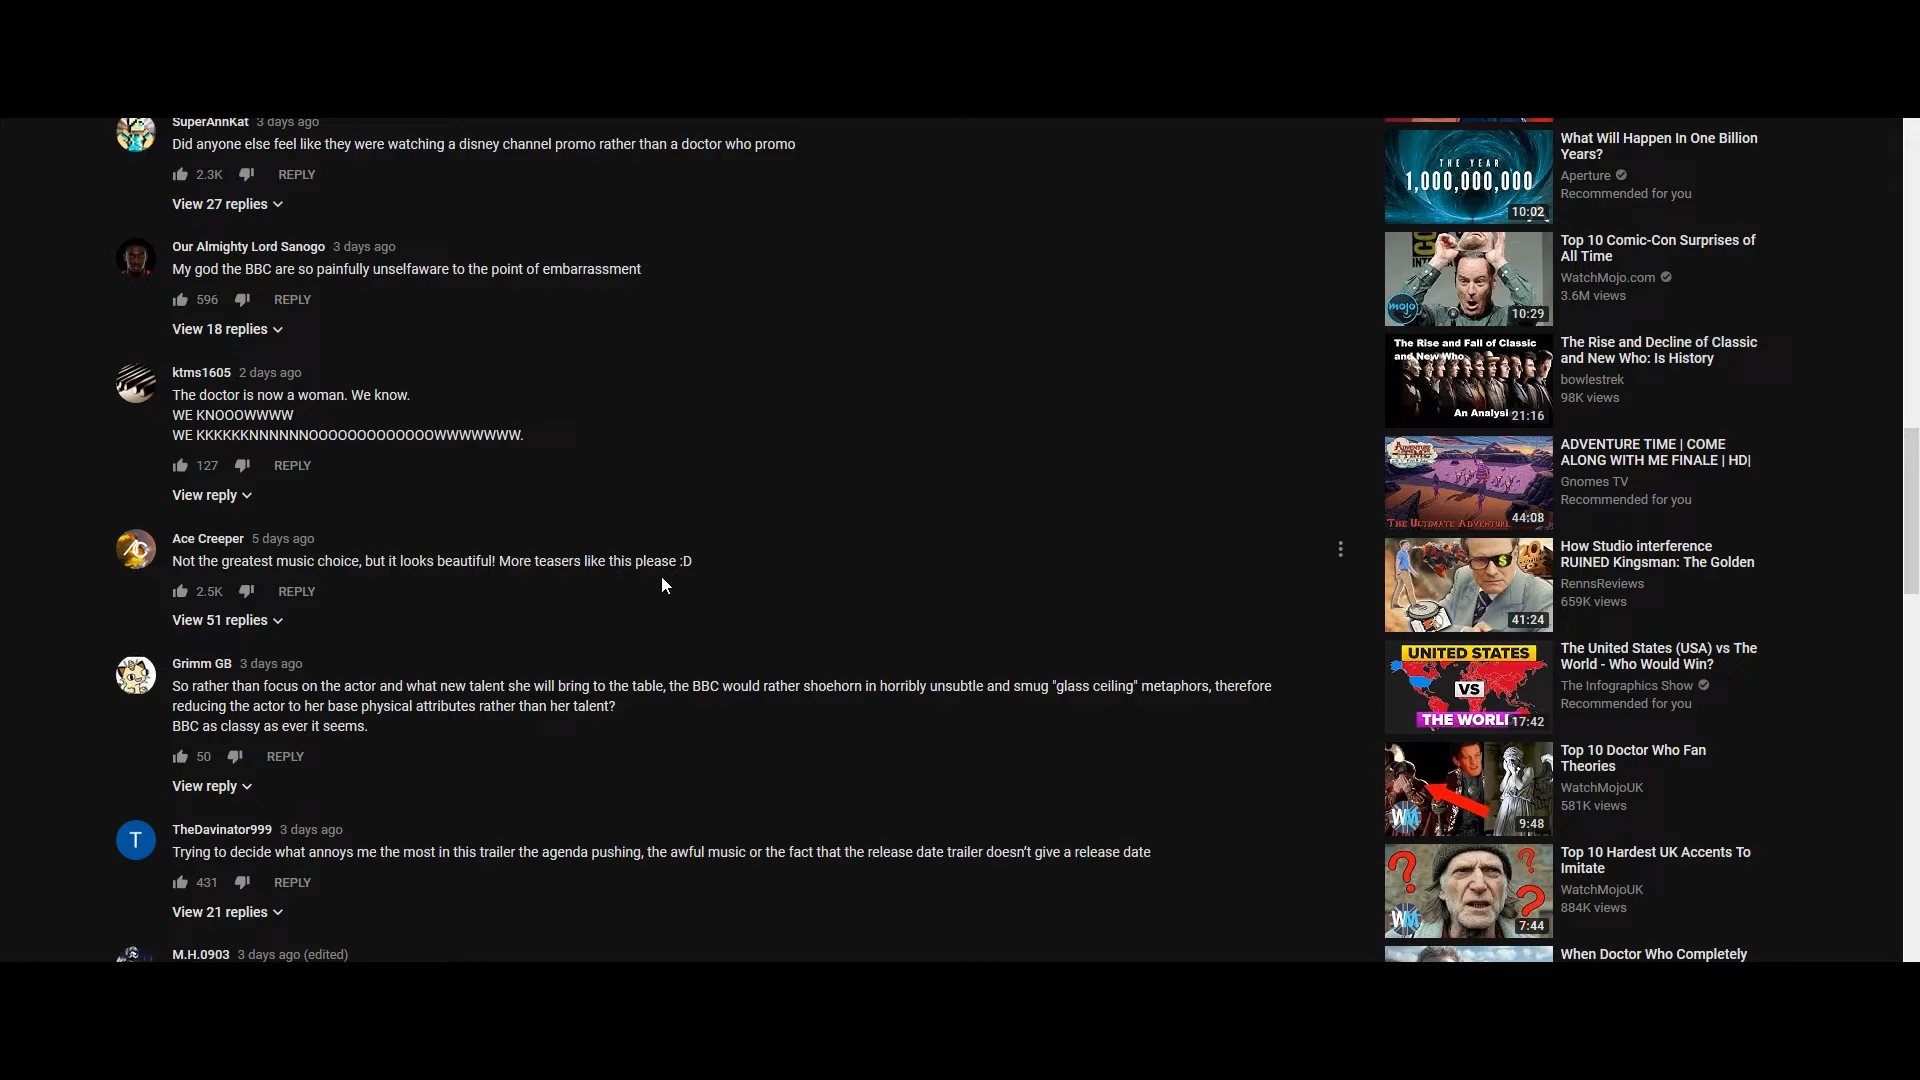 SuperAnnKat 3 days ago
Did anyone else feel like they were watching a disney channel promo rather than a doctor who promo
2.3K REPLY
View 27 replies
Our Almighty Lord Sanogo 3 days ago
My god the BBC are so painfully unselfaware to the point of embarrassment
596 REPLY
View 18 replies
ktms1605 2 days ago
The doctor is now a woman. We know.
WE KNOOOWWWW
WE KKKKKKNNNNNNOOOOOOOOOOOOOWWWWWWW.
127 REPLY
View reply
Ace Creeper 5 days ago
Not the greatest music choice, but it looks beautiful! More teasers like this please :D
2.5K REPLY
View 51 replies
Grimm GB 3 days ago
So rather than focus on the actor and what new talent she will bring to the table, the BBC would rather shoehorn in horribly unsubtle and smug "glass ceiling" metaphors, therefore
reducing the actor to her base physical attributes rather than her talent?
BBC as classy as ever it seems.
50 REPLY
View reply
T
TheDavinator999 3 days ago
Trying to decide what annoys me the most in this trailer the agenda pushing, the awful music or the fact that the release date trailer doesn't give a release date
431 REPLY
View 21 replies
M.H.0903 3 days ago (edited)
THE YEAR
1,000,000,000
10:02
What Will Happen In One Billion
Years?
Aperture
Recommended for you
mojo
10:29
Top 10 Comic-Con Surprises of
All Time
WatchMojo.com
3.6M views
The Rise and Fall of Classic
and New Who:
An Analysi
21:16
The Rise and Decline of Classic
and New Who: Is History
bowlestrek
98K views
ADVENTURE TIME
THE ULTIMATE ADVENTURE
44:08
ADVENTURE TIME | COME
ALONG WITH ME FINALE | HD|
Gnomes TV
Recommended for you
$
41:24
How Studio interference
RUINED Kingsman: The Golden
RennsReviews
659K views
UNITED STATES
VS
THE WORL
17:42
The United States (USA) vs The
World - Who Would Win?
The Infographics Show
Recommended for you
WM
9:48
Top 10 Doctor Who Fan
Theories
WatchMojoUK
581K views
? ? ?
WM
7:44
Top 10 Hardest UK Accents To
Imitate
WatchMojoUK
884K views
When Doctor Who Completely